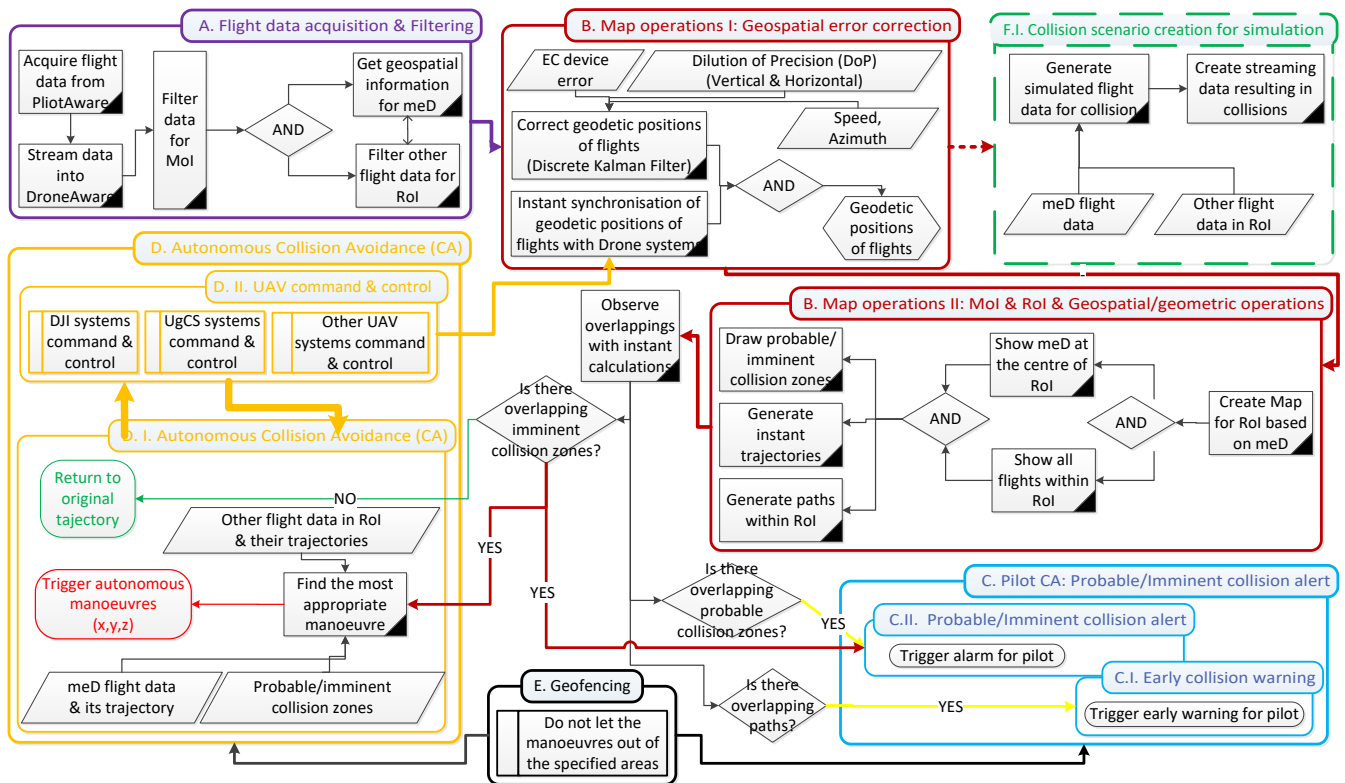 A. Flight data acquisition & Filtering
Acquire flight
data from
PliotAware
Stream data
into
DroneAware
Filter
data
for
MoI
AND
Get geospatial
information
for meD
Filter other
flight data for
RoI
B. Map operations I: Geospatial error correction
EC device
error
Dilution of Precision (DoP)
(Vertical & Horizontal)
Speed,
Azimuth
Correct geodetic positions
of flights
(Discrete Kalman Filter)
Instant synchronisation of
geodetic positions of
flights with Drone systems
AND
Geodetic
positions
of flights
F.I. Collision scenario creation for simulation
Generate
simulated flight
data for collision
Create streaming
data resulting in
collisions
meD flight
data
Other flight
data in RoI
D. Autonomous Collision Avoidance (CA)
D. II. UAV command & control
DJI systems
command &
control
UgCS systems
command &
control
Other UAV
systems command
& control
D. I. Autonomous Collision Avoidance (CA)
Return to
original
tajectory
NO
Other flight data in RoI
& their trajectories
Trigger autonomous
manoeuvres
(x,y,z)
Find the most
appropriate
manoeuvre
meD flight data
& its trajectory
Probable/imminent
collision zones
Observe
overlappings
with instant
calculations
Is there
overlapping
imminent
collision zones?
YES
YES
B. Map operations II: MoI & RoI & Geospatial/geometric operations
Draw probable/
imminent
collision zones
Generate
instant
trajectories
Generate paths
within RoI
AND
Show meD at
the centre of
RoI
Show all
flights within
RoI
AND
Create Map
for RoI based
on meD
Is there
overlapping
probable
collision zones?
YES
Is there
overlapping
paths?
YES
C. Pilot CA: Probable/Imminent collision alert
C.II. Probable/Imminent collision alert
Trigger alarm for pilot
C.I. Early collision warning
Trigger early warning for pilot
E. Geofencing
Do not let the
manoeuvres out of
the specified areas